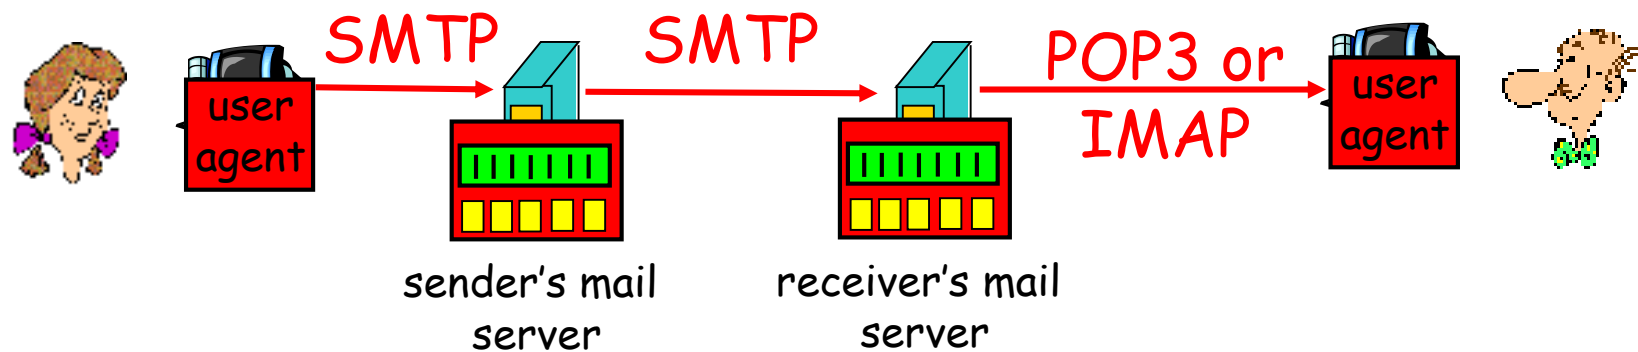 SMTP
SMTP
POP3 or
IMAP
user
agent
user
agent
sender's mail
server
receiver's mail
server